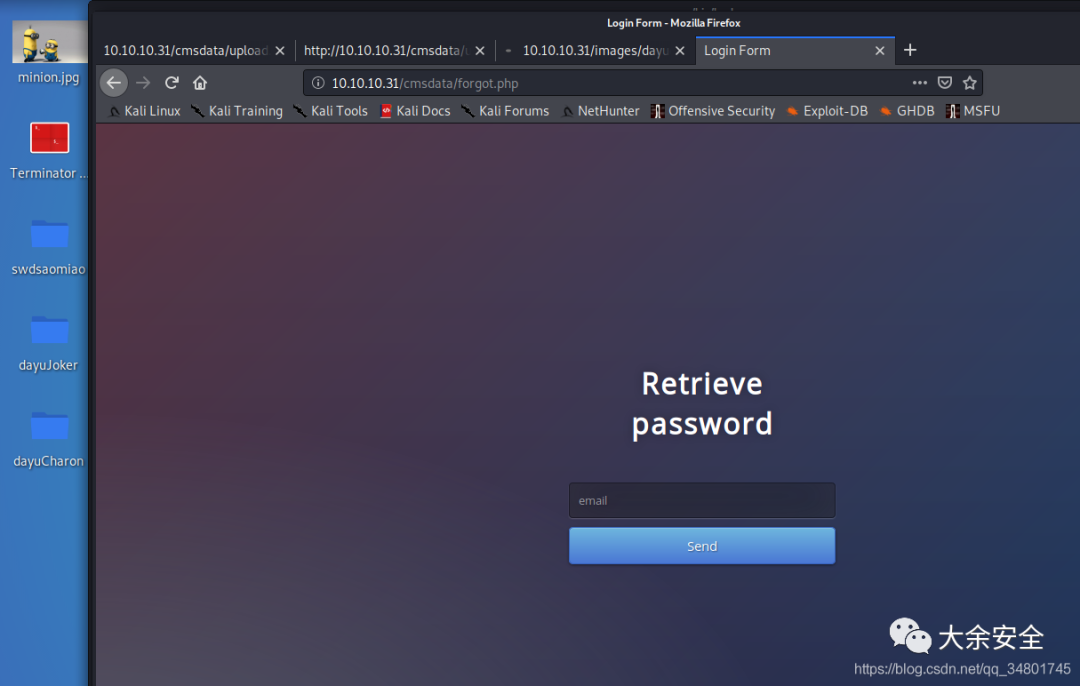 minion.jpg
Terminator ...
swdsaomiao
dayuJoker
dayuCharon
Login Form - Mozilla Firefox
10.10.10.31/cmsdata/upload
http://10.10.10.31/cmsdata/
10.10.10.31/images/dayu
Login Form
10.10.10.31/cmsdata/forgot.php
Kali Linux Kali Training Kali Tools Kali Docs Kali Forums NetHunter Offensive Security Exploit-DB GHDB MSFU
Retrieve
password
email
Send
大余安全
https://blog.csdn.net/qq_34801745